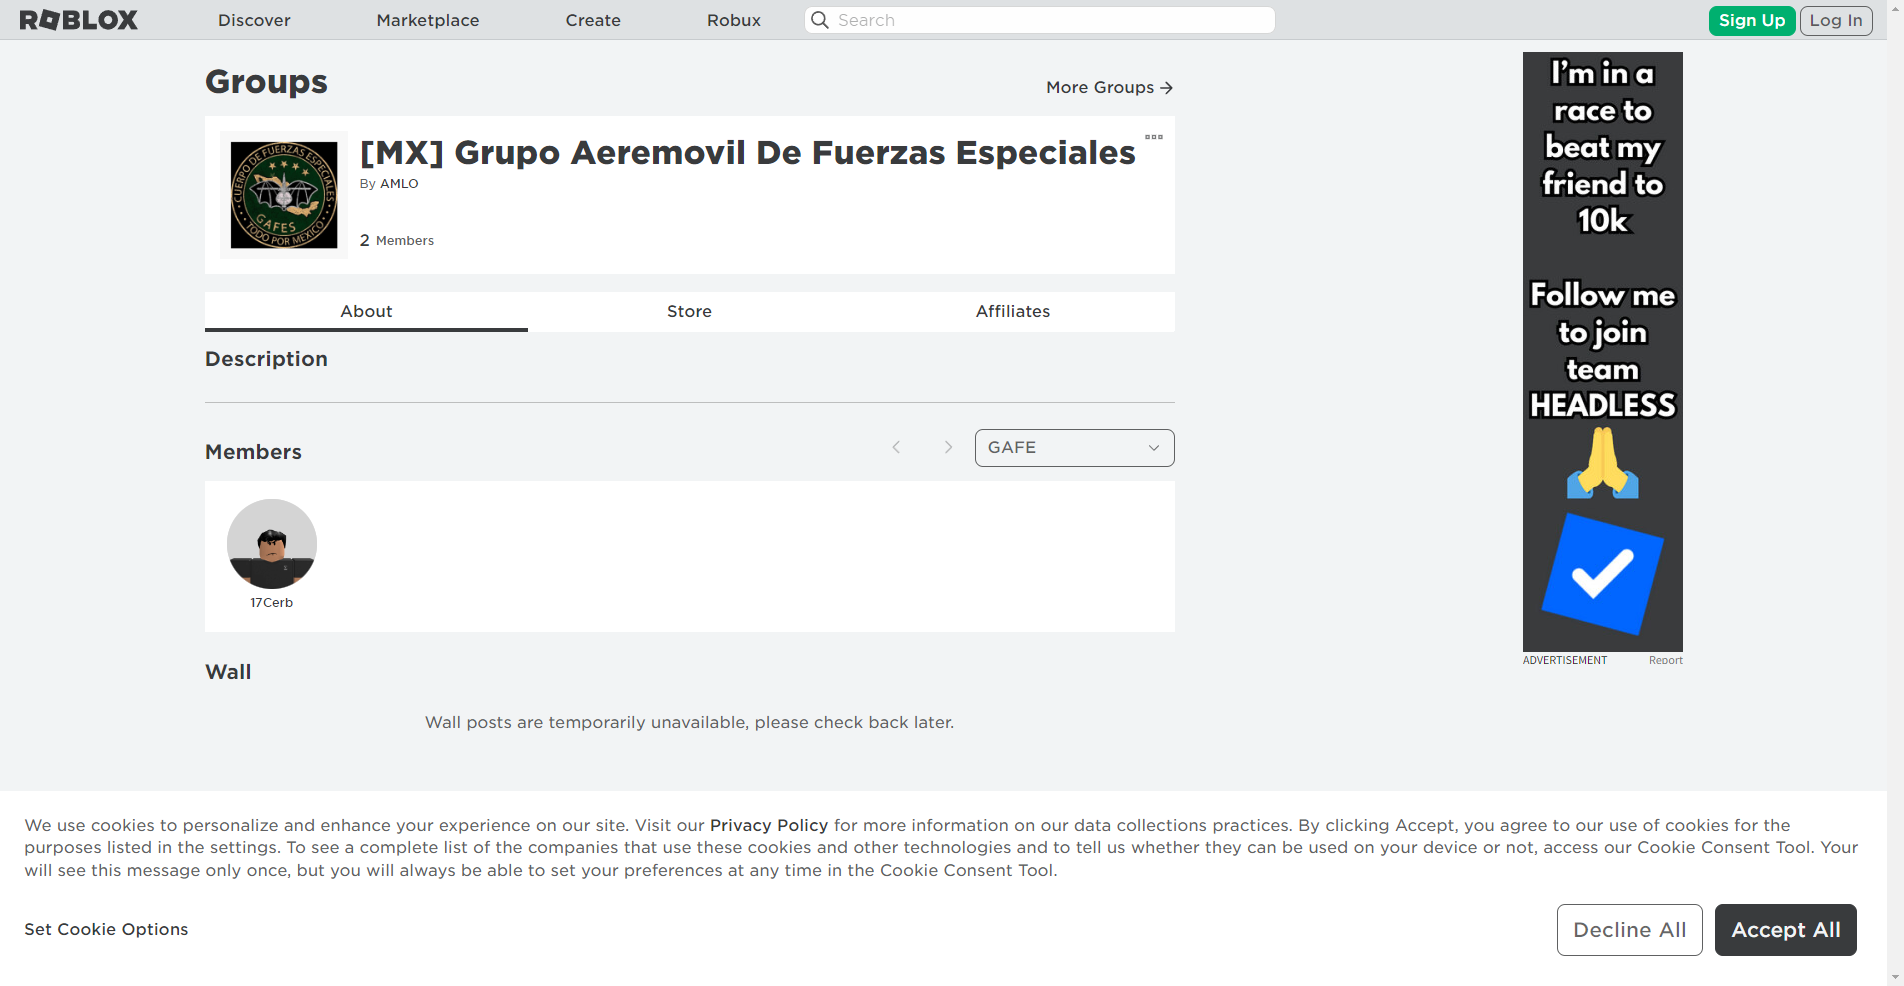 ROBLOX
Discover
Marketplace
Create
Robux
Search
Sign Up
Log In
Groups
More Groups
CUERPO DE FUERZAS ESPECIALES
GAFES
TODO POR MEXICO
[MX] Grupo Aeremovil De Fuerzas Especiales
By AMLO
2 Members
About
Store
Affiliates
Description
Members
GAFE
17Cerb
Wall
Wall posts are temporarily unavailable, please check back later.
I'm in a
race to
beat my
friend to
10k
Follow me
to join
team
HEADLESS
ADVERTISEMENT
Report
We use cookies to personalize and enhance your experience on our site. Visit our Privacy Policy for more information on our data collections practices. By clicking Accept, you agree to our use of cookies for the
purposes listed in the settings. To see a complete list of the companies that use these cookies and other technologies and to tell us whether they can be used on your device or not, access our Cookie Consent Tool. Your
will see this message only once, but you will always be able to set your preferences at any time in the Cookie Consent Tool.
Set Cookie Options
Decline All
Accept All